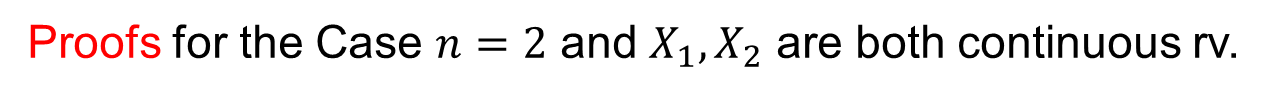 Proofs for the Case 𝑛 = 2 and 𝑋₁, 𝑋₂ are both continuous rv.